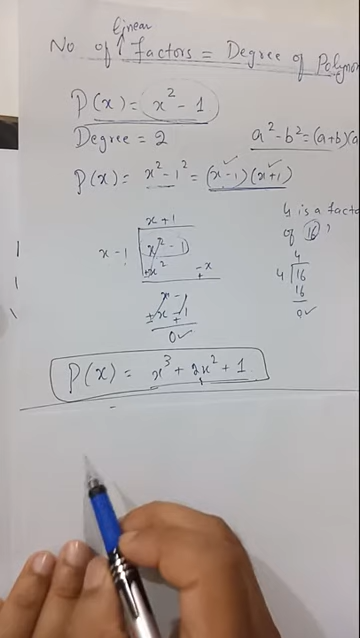 No of linear Factors = Degree of Polynom
P(x) = x² - 1
Degree = 2
a² - b² = (a+b)(a
P(x) = x² - 1² = (x-1)(x+1)
4 is a facto
of 16,
4
4 16
16
0 ✓
x + 1
x - 1 x² - 1
x² - x
+
x - 1
± x - 1
+
0 ✓
P(x) = x³ + 2x² + 1